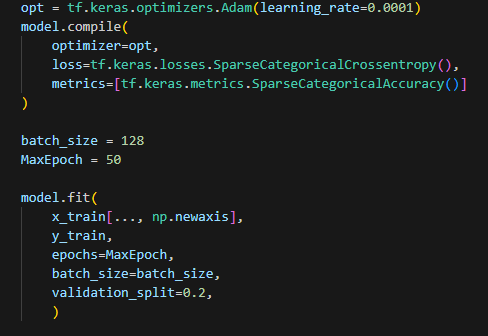 opt = tf.keras.optimizers.Adam(learning_rate=0.0001)
model.compile(
    optimizer=opt,
    loss=tf.keras.losses.SparseCategoricalCrossentropy(),
    metrics=[tf.keras.metrics.SparseCategoricalAccuracy()]
)

batch_size = 128
MaxEpoch = 50

model.fit(
    x_train[..., np.newaxis],
    y_train,
    epochs=MaxEpoch,
    batch_size=batch_size,
    validation_split=0.2,
    )